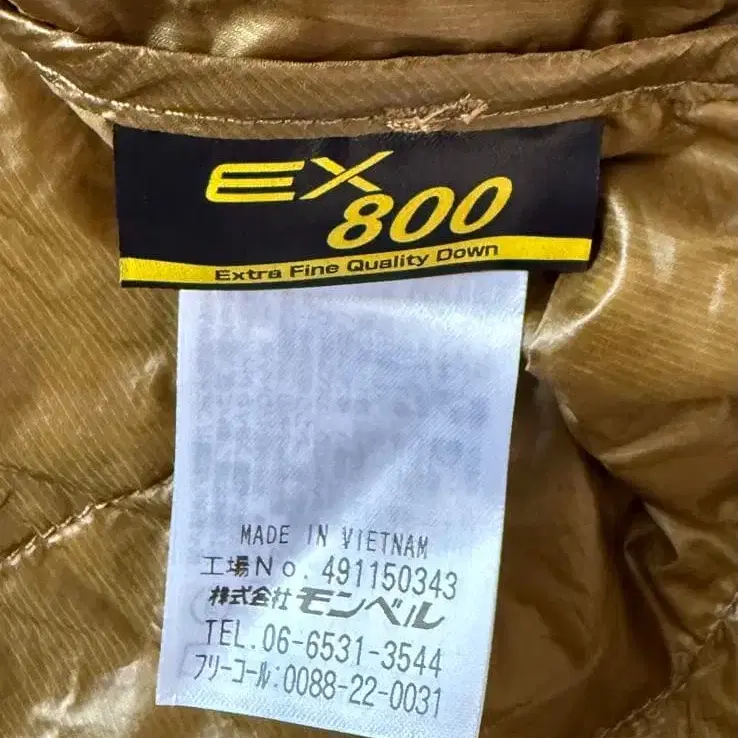 EX
800
Extra Fine Quality Down
MADE IN VIETNAM
工場No. 491150343
株式会社モンベル
TEL.06-6531-3544
フリーコール:0088-22-0031